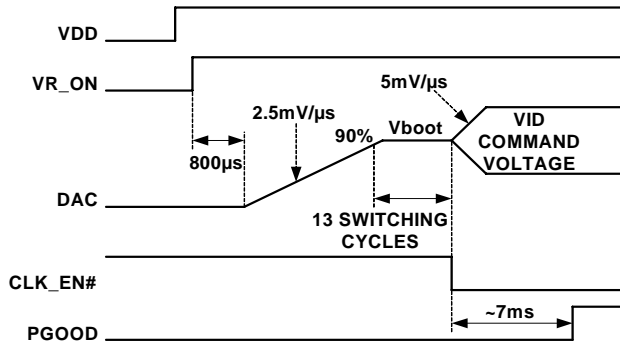 VDD
VR_ON
5mV/µs
2.5mV/µs
90%
Vboot
VID
COMMAND
VOLTAGE
800µs
DAC
13 SWITCHING
CYCLES
CLK_EN#
~7ms
PGOOD